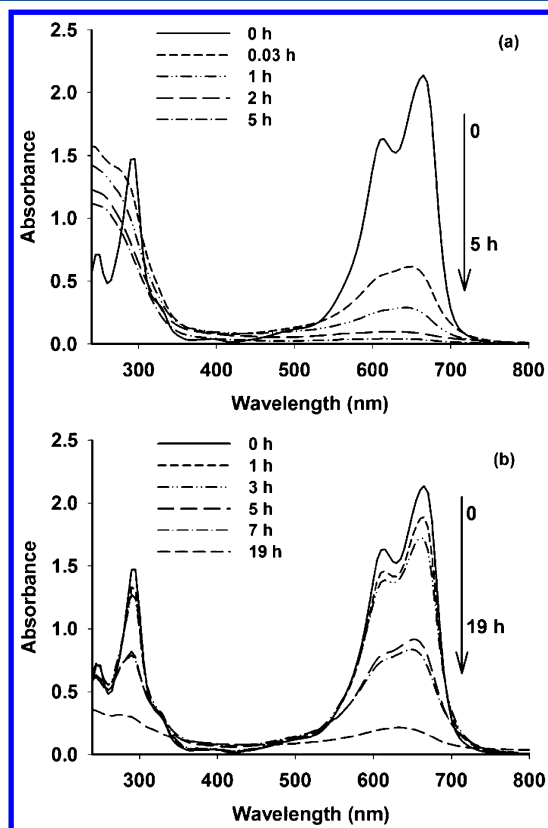 (a)
0 h
0.03 h
1 h
2 h
5 h
0
5 h
2.5
2.0
1.5
1.0
0.5
0.0
Absorbance
300 400 500 600 700 800
Wavelength (nm)
(b)
0 h
1 h
3 h
5 h
7 h
19 h
0
19 h
2.5
2.0
1.5
1.0
0.5
0.0
Absorbance
300 400 500 600 700 800
Wavelength (nm)